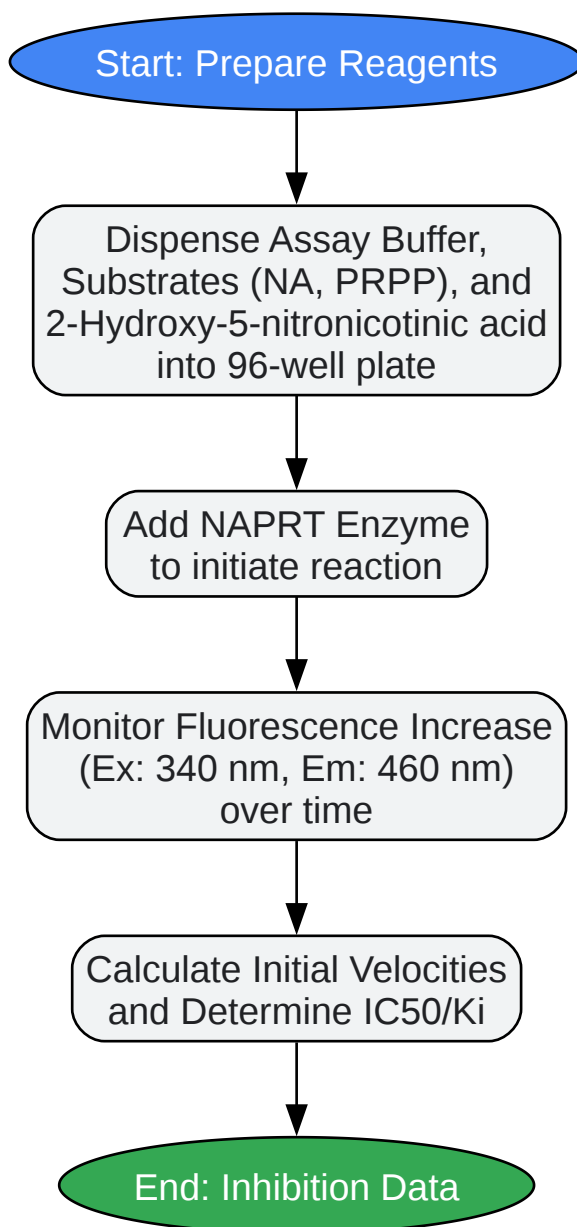 Start: Prepare Reagents
Dispense Assay Buffer,
Substrates (NA, PRPP), and
2-Hydroxy-5-nitronicotinic acid
into 96-well plate
Add NAPRT Enzyme
to initiate reaction
Monitor Fluorescence Increase
(Ex: 340 nm, Em: 460 nm)
over time
Calculate Initial Velocities
and Determine IC50/Ki
End: Inhibition Data